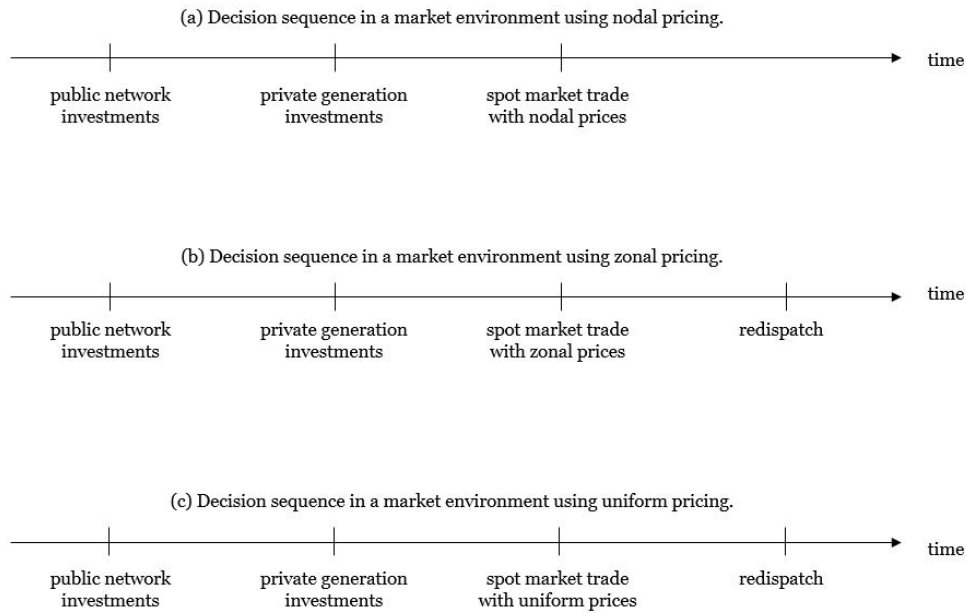 (a) Decision sequence in a market environment using nodal pricing.
time
public network
investments
private generation
investments
spot market trade
with nodal prices
(b) Decision sequence in a market environment using zonal pricing.
time
public network
investments
private generation
investments
spot market trade
with zonal prices
redispatch
(c) Decision sequence in a market environment using uniform pricing.
time
public network
investments
private generation
investments
spot market trade
with uniform prices
redispatch